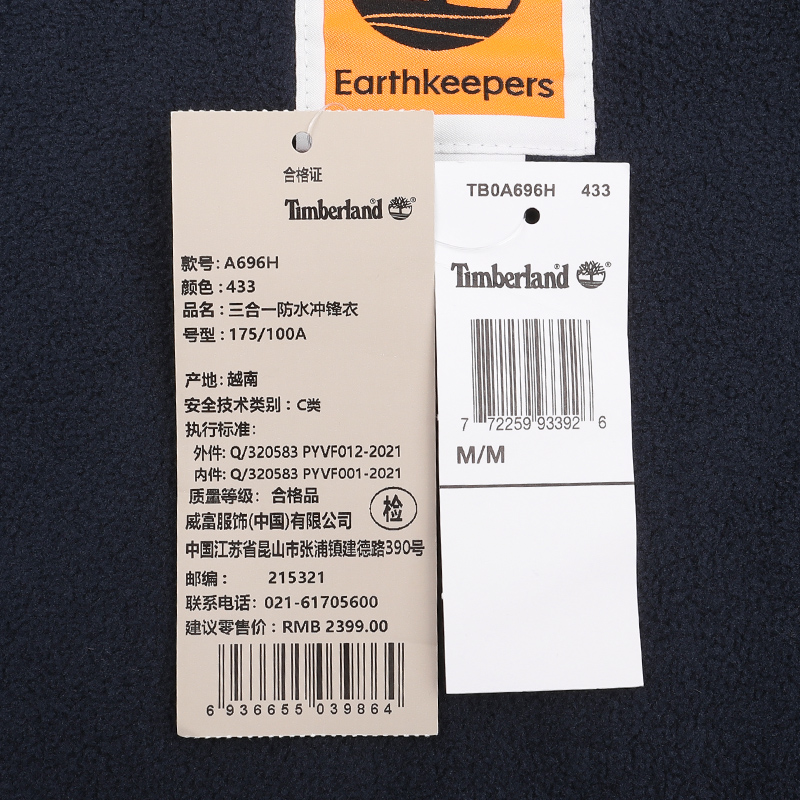 Earthkeepers
合格证
Timberland®
款号: A696H
颜色: 433
品名: 三合一防水冲锋衣
号型: 175/100A
产地: 越南
安全技术类别: C类
执行标准:
外件: Q/320583 PYVF012-2021
内件: Q/320583 PYVF001-2021
质量等级: 合格品
检
威富服饰(中国)有限公司
中国江苏省昆山市张浦镇建德路390号
邮编: 215321
联系电话: 021-61705600
建议零售价: RMB 2399.00
6 936655 039864
TB0A696H 433
Timberland®
7 72259 93392 6
M/M